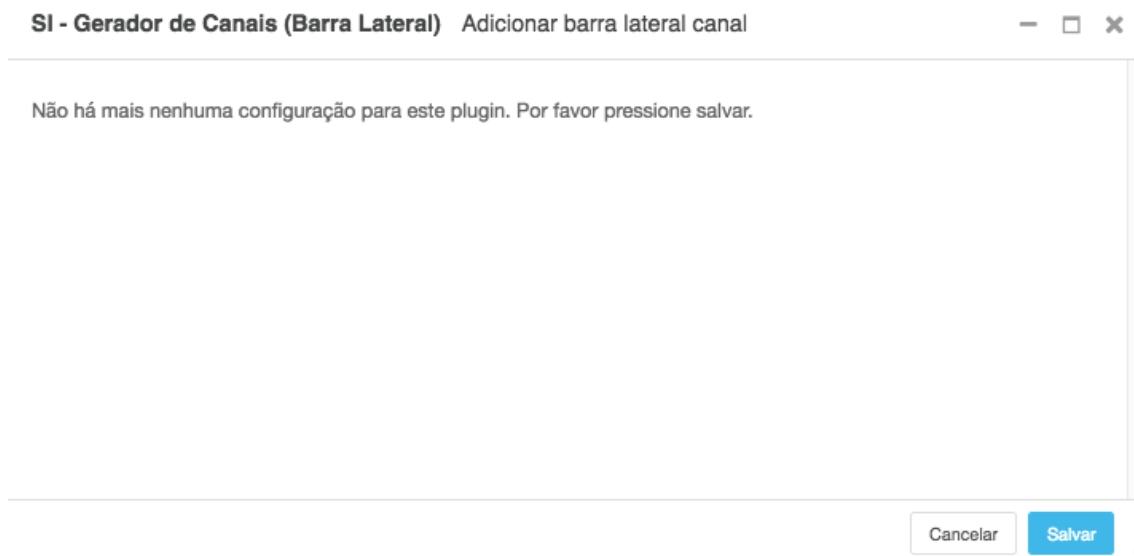 SI - Gerador de Canais (Barra Lateral) Adicionar barra lateral canal
Não há mais nenhuma configuração para este plugin. Por favor pressione salvar.
Cancelar Salvar